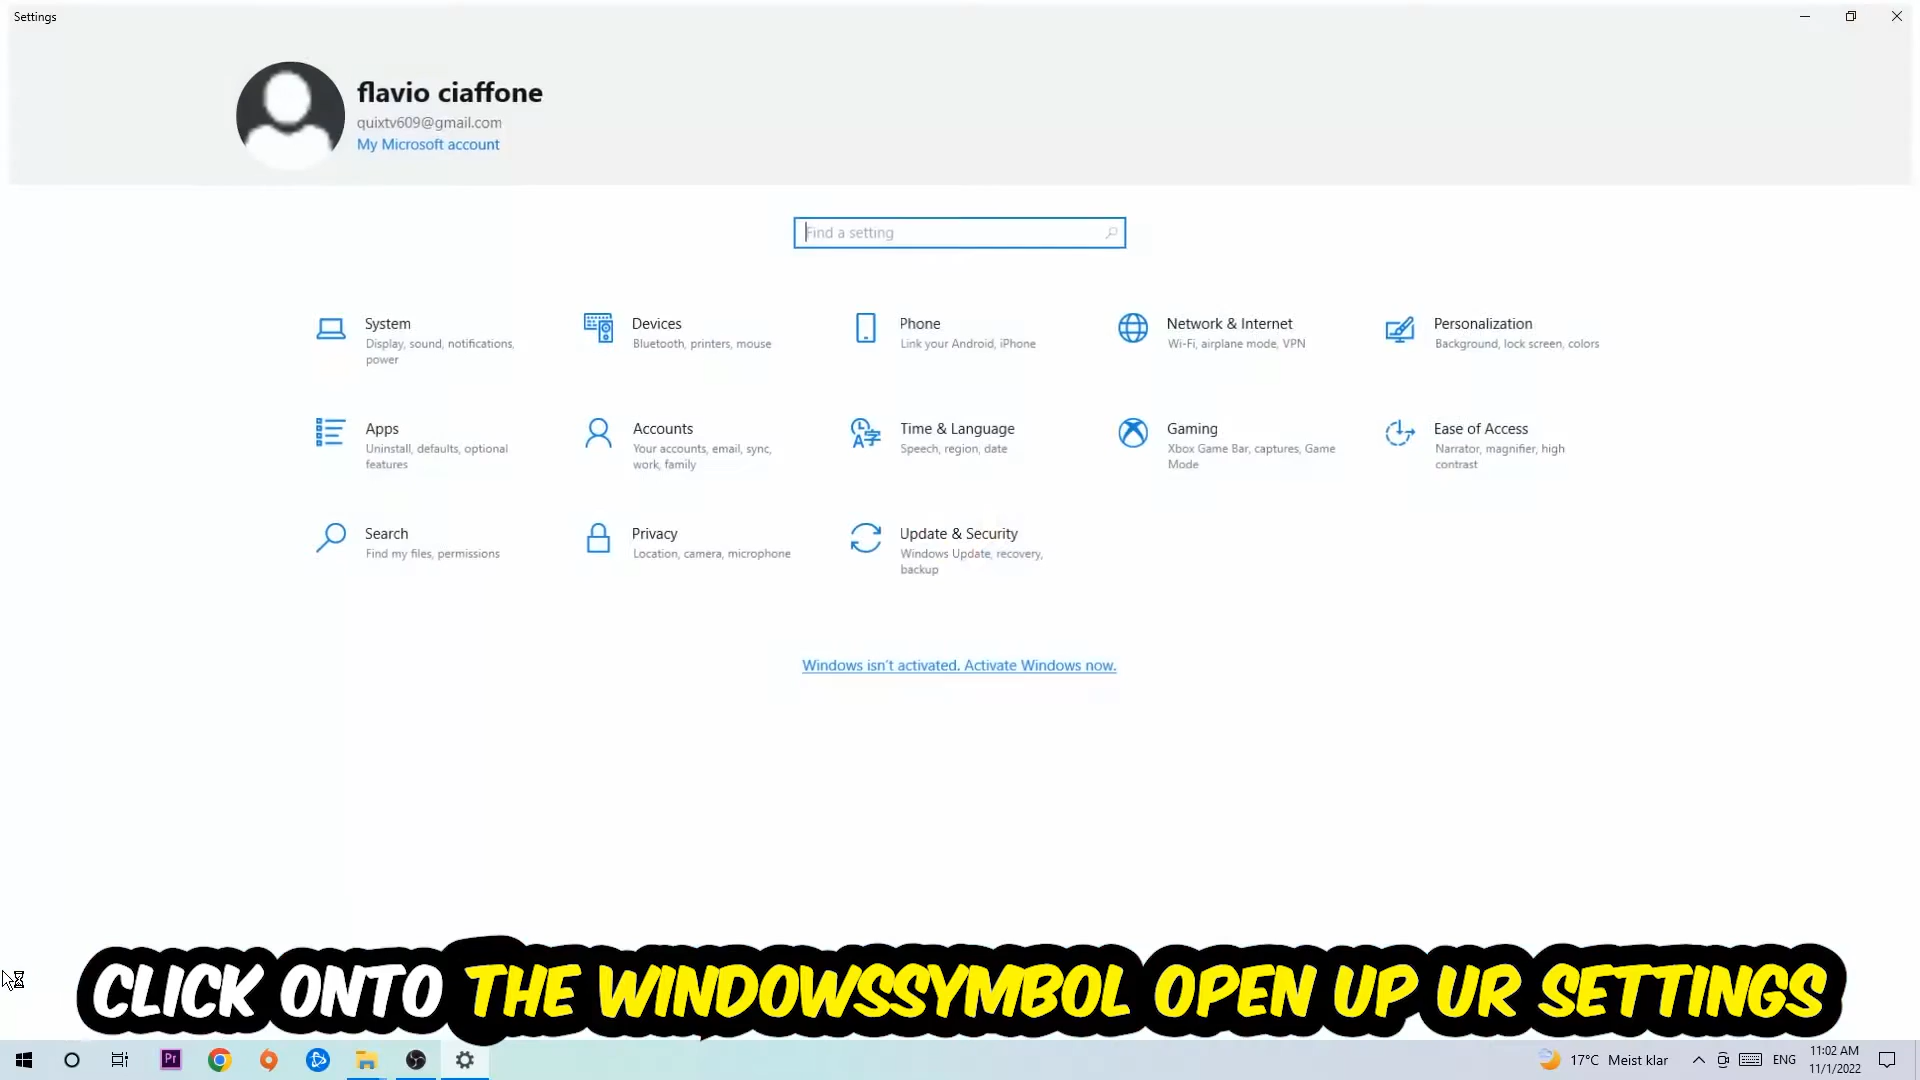 Settings
flavio ciaffone
quixtv609@gmail.com
My Microsoft account
Find a setting
System
Display, sound, notifications,
power
Devices
Bluetooth, printers, mouse
Phone
Link your Android, iPhone
Network & Internet
Wi-Fi, airplane mode, VPN
Personalization
Background, lock screen, colors
Apps
Uninstall, defaults, optional
features
Accounts
Your accounts, email, sync,
work, family
Time & Language
Speech, region, date
Gaming
Xbox Game Bar, captures, Game
Mode
Ease of Access
Narrator, magnifier, high
contrast
Search
Find my files, permissions
Privacy
Location, camera, microphone
Update & Security
Windows Update, recovery,
backup
Windows isn't activated. Activate Windows now.
CLICK ONTO THE WINDOWSSYMBOL OPEN UP UR SETTINGS
Pr
17°C Meist klar
ENG
11:02 AM
11/1/2022